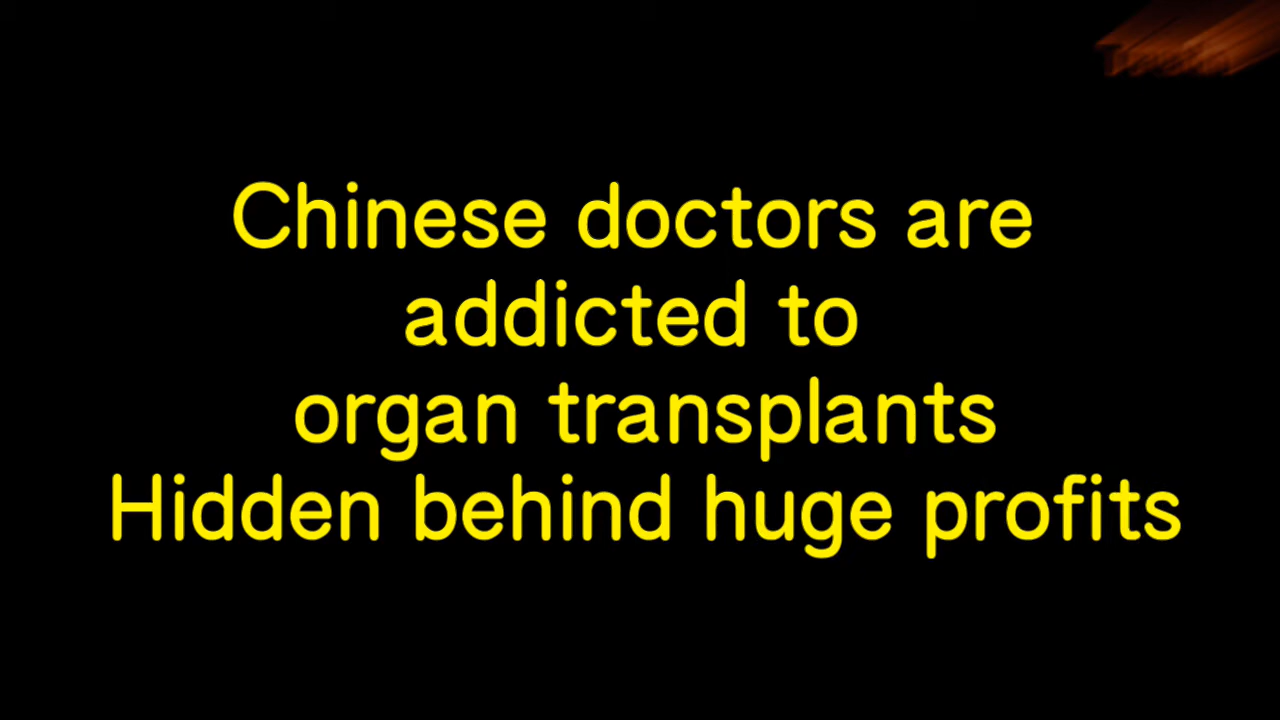 Chinese doctors are
addicted to
organ transplants
Hidden behind huge profits